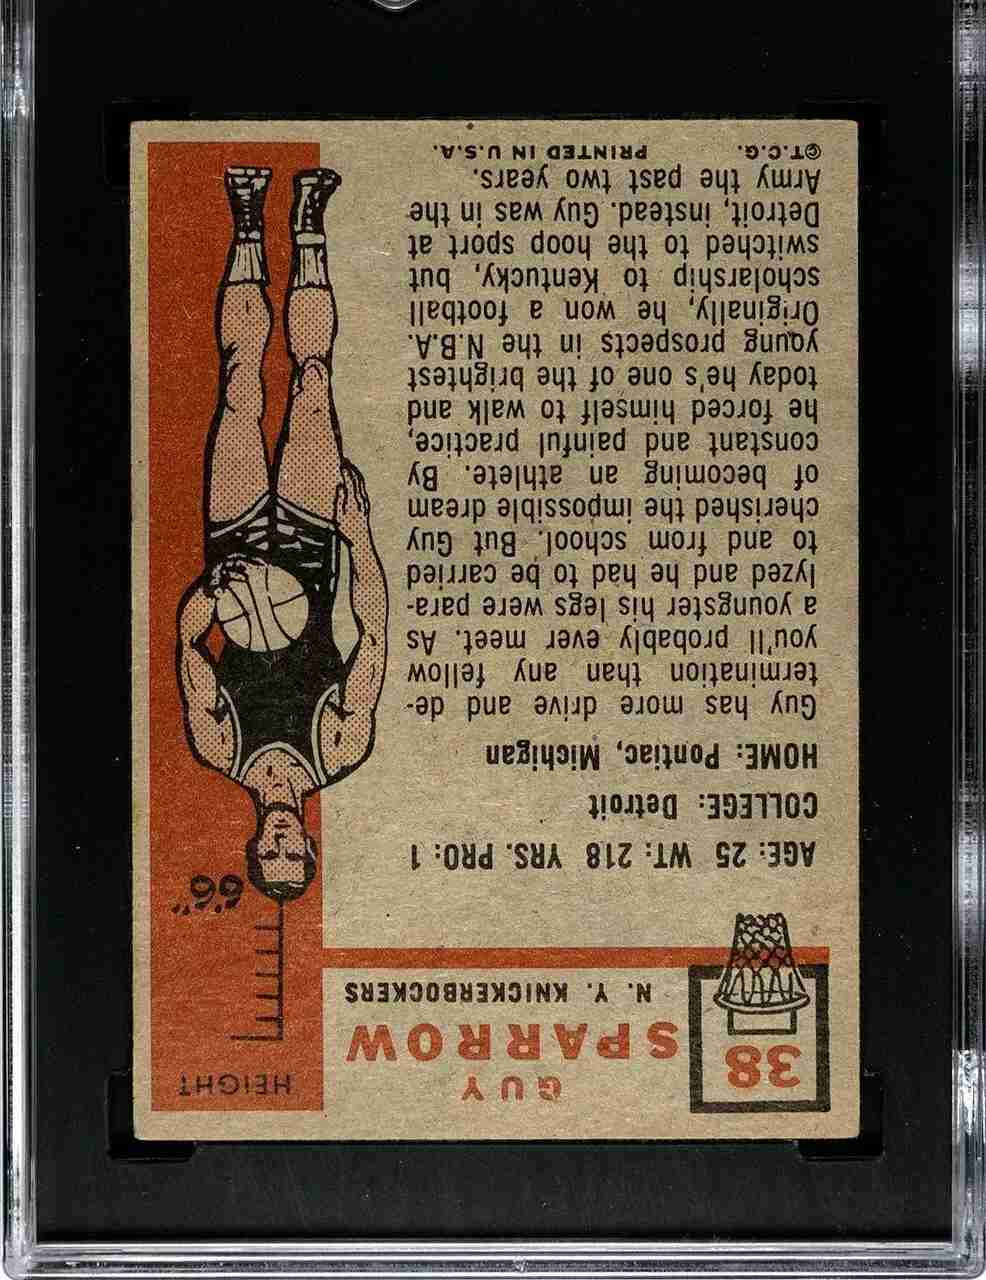 38
GUY
SPARROW
N. Y. KNICKERBOCKERS
HEIGHT
6'6"
AGE: 25 WT: 218 YRS. PRO: 1
COLLEGE: Detroit
HOME: Pontiac, Michigan
Guy has more drive and de-
termination than any fellow
you'll probably ever meet. As
a youngster his legs were para-
lyzed and he had to be carried
to and from school. But Guy
cherished the impossible dream
of becoming an athlete. By
constant and painful practice,
he forced himself to walk and
today he's one of the brightest
young prospects in the N.B.A.
Originally, he won a football
scholarship to Kentucky, but
switched to the hoop sport at
Detroit, instead. Guy was in the
Army the past two years.
©T.C.G. PRINTED IN U.S.A.